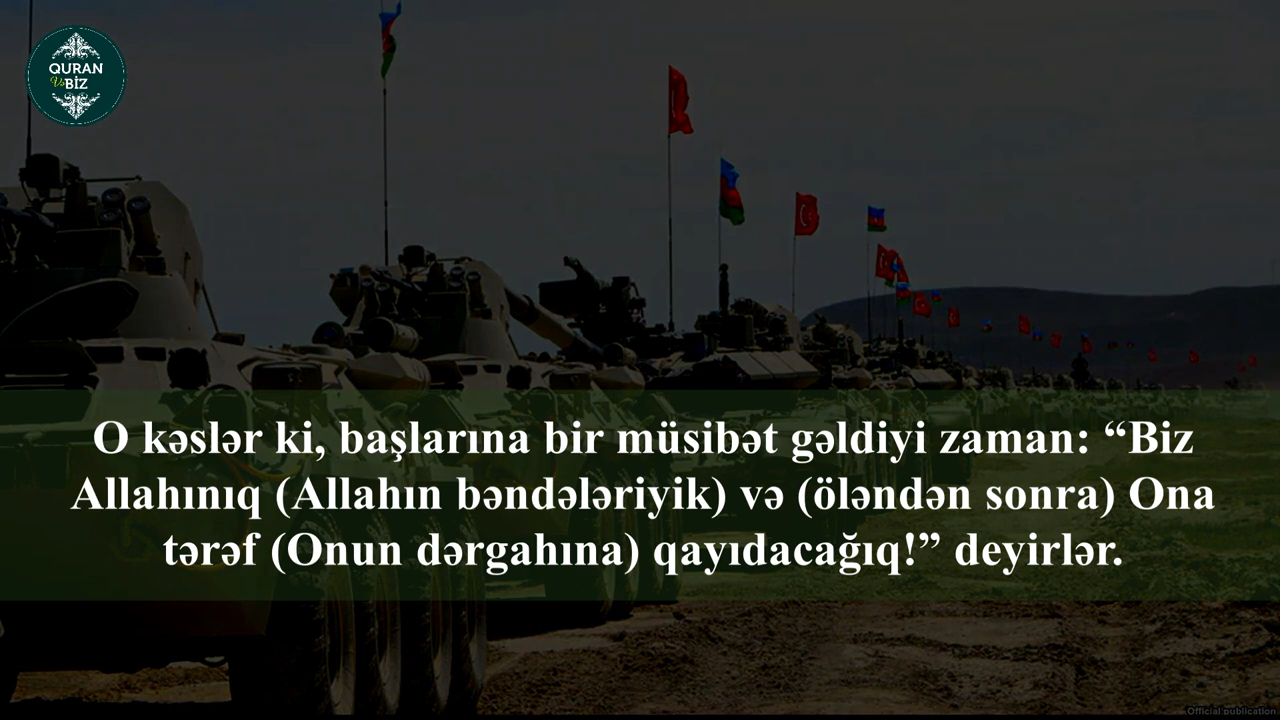 QURAN
Və BİZ
O kəslər ki, başlarına bir müsibət gəldiyi zaman: “Biz
Allahınıq (Allahın bəndələriyik) və (öləndən sonra) Ona
tərəf (Onun dərgahına) qayıdacağıq!” deyirlər.
Official publication